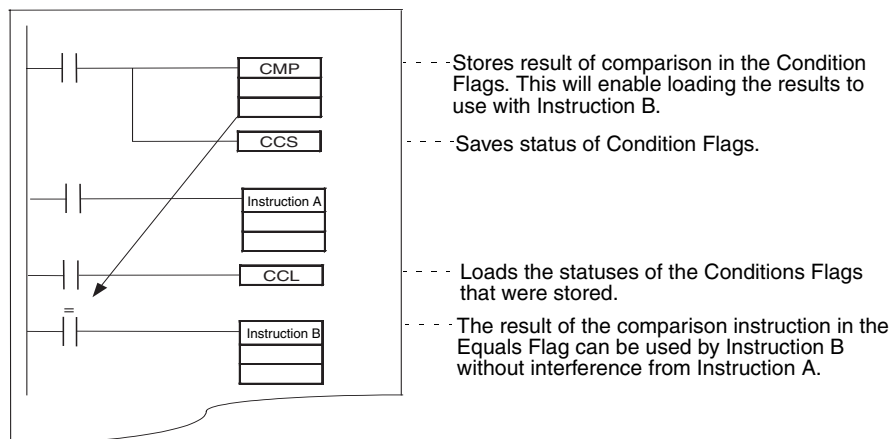 CMP
Stores result of comparison in the Condition
Flags. This will enable loading the results to
use with Instruction B.
CCS
Saves status of Condition Flags.
Instruction A
CCL
Loads the statuses of the Conditions Flags
that were stored.
=
Instruction B
The result of the comparison instruction in the
Equals Flag can be used by Instruction B
without interference from Instruction A.